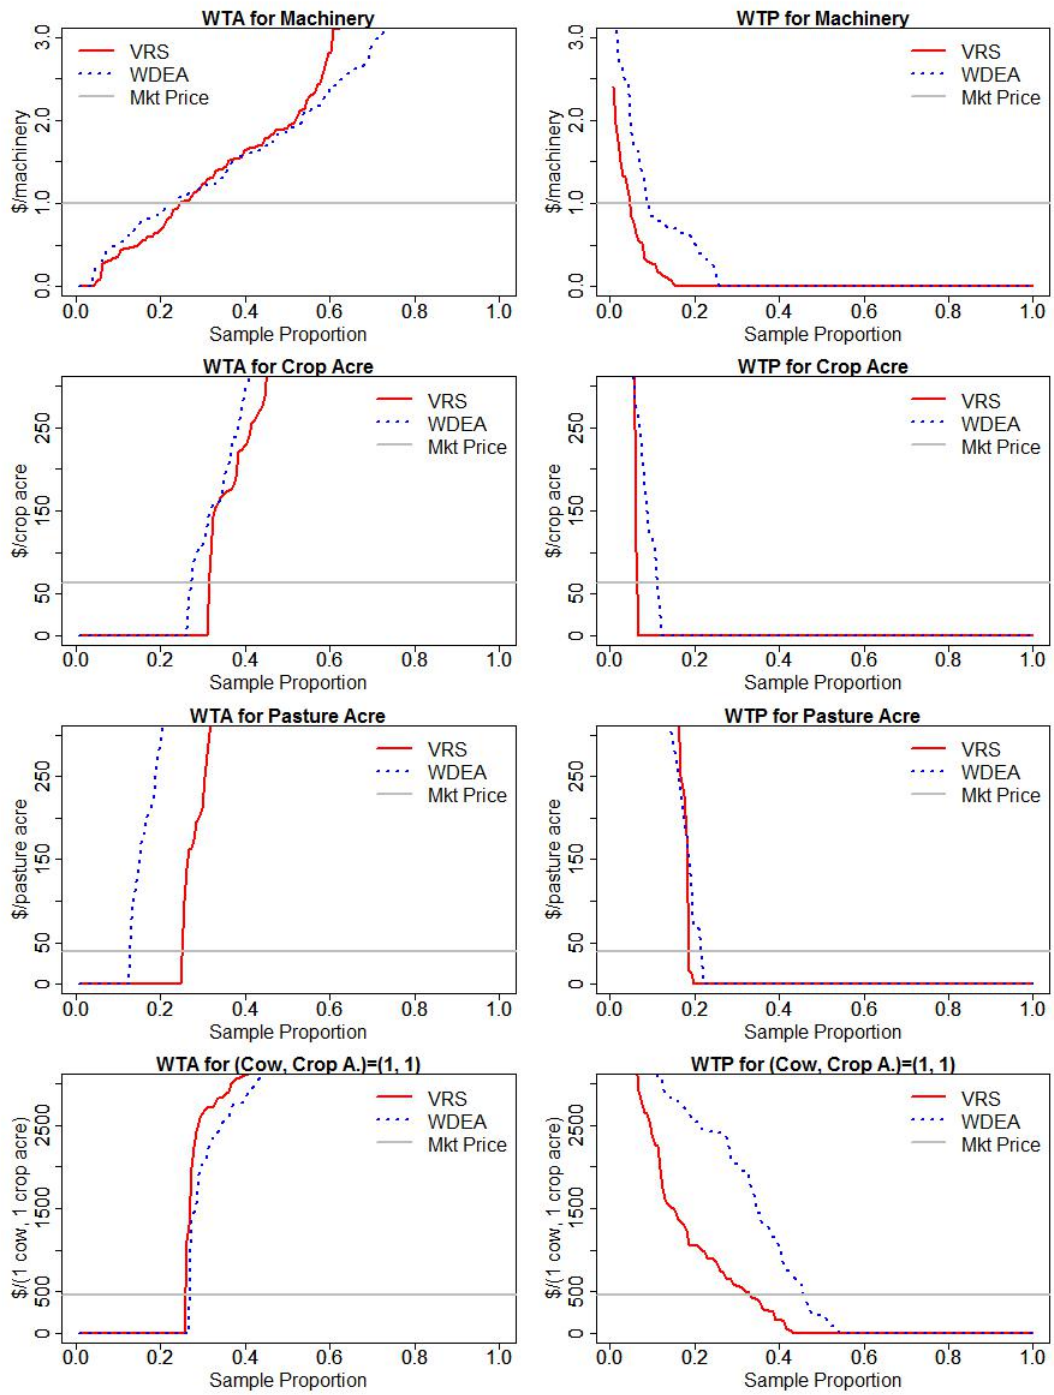 WTA for Machinery
$/machinery
3.0
2.0
1.0
0.0
VRS
WDEA
Mkt Price
0.0 0.2 0.4 0.6 0.8 1.0
Sample Proportion
WTP for Machinery
$/machinery
3.0
2.0
1.0
0.0
VRS
WDEA
Mkt Price
0.0 0.2 0.4 0.6 0.8 1.0
Sample Proportion
WTA for Crop Acre
$/crop acre
250
150
50
0
VRS
WDEA
Mkt Price
0.0 0.2 0.4 0.6 0.8 1.0
Sample Proportion
WTP for Crop Acre
$/crop acre
250
150
50
0
VRS
WDEA
Mkt Price
0.0 0.2 0.4 0.6 0.8 1.0
Sample Proportion
WTA for Pasture Acre
$/pasture acre
250
150
50
0
VRS
WDEA
Mkt Price
0.0 0.2 0.4 0.6 0.8 1.0
Sample Proportion
WTP for Pasture Acre
$/pasture acre
250
150
50
0
VRS
WDEA
Mkt Price
0.0 0.2 0.4 0.6 0.8 1.0
Sample Proportion
WTA for (Cow, Crop A.)=(1, 1)
$/(1 cow, 1 crop acre)
2500
1500
500
0
VRS
WDEA
Mkt Price
0.0 0.2 0.4 0.6 0.8 1.0
Sample Proportion
WTP for (Cow, Crop A.)=(1, 1)
$/(1 cow, 1 crop acre)
2500
1500
500
0
VRS
WDEA
Mkt Price
0.0 0.2 0.4 0.6 0.8 1.0
Sample Proportion